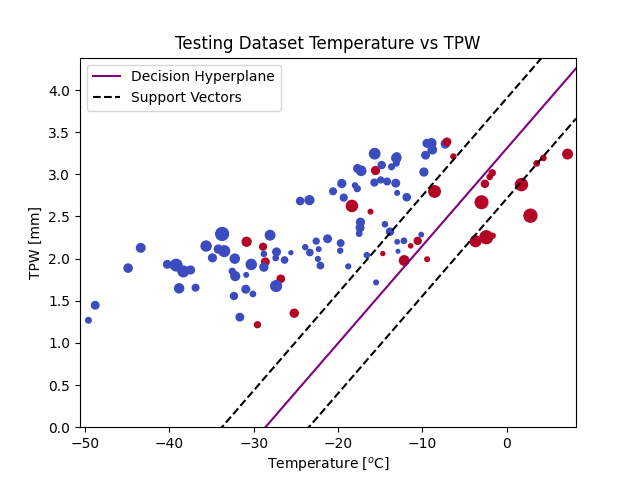 Testing Dataset Temperature vs TPW
Decision Hyperplane
Support Vectors
TPW [mm]
4.0
3.5
3.0
2.5
2.0
1.5
1.0
0.5
0.0
−50 −40 −30 −20 −10 0
Temperature [°C]